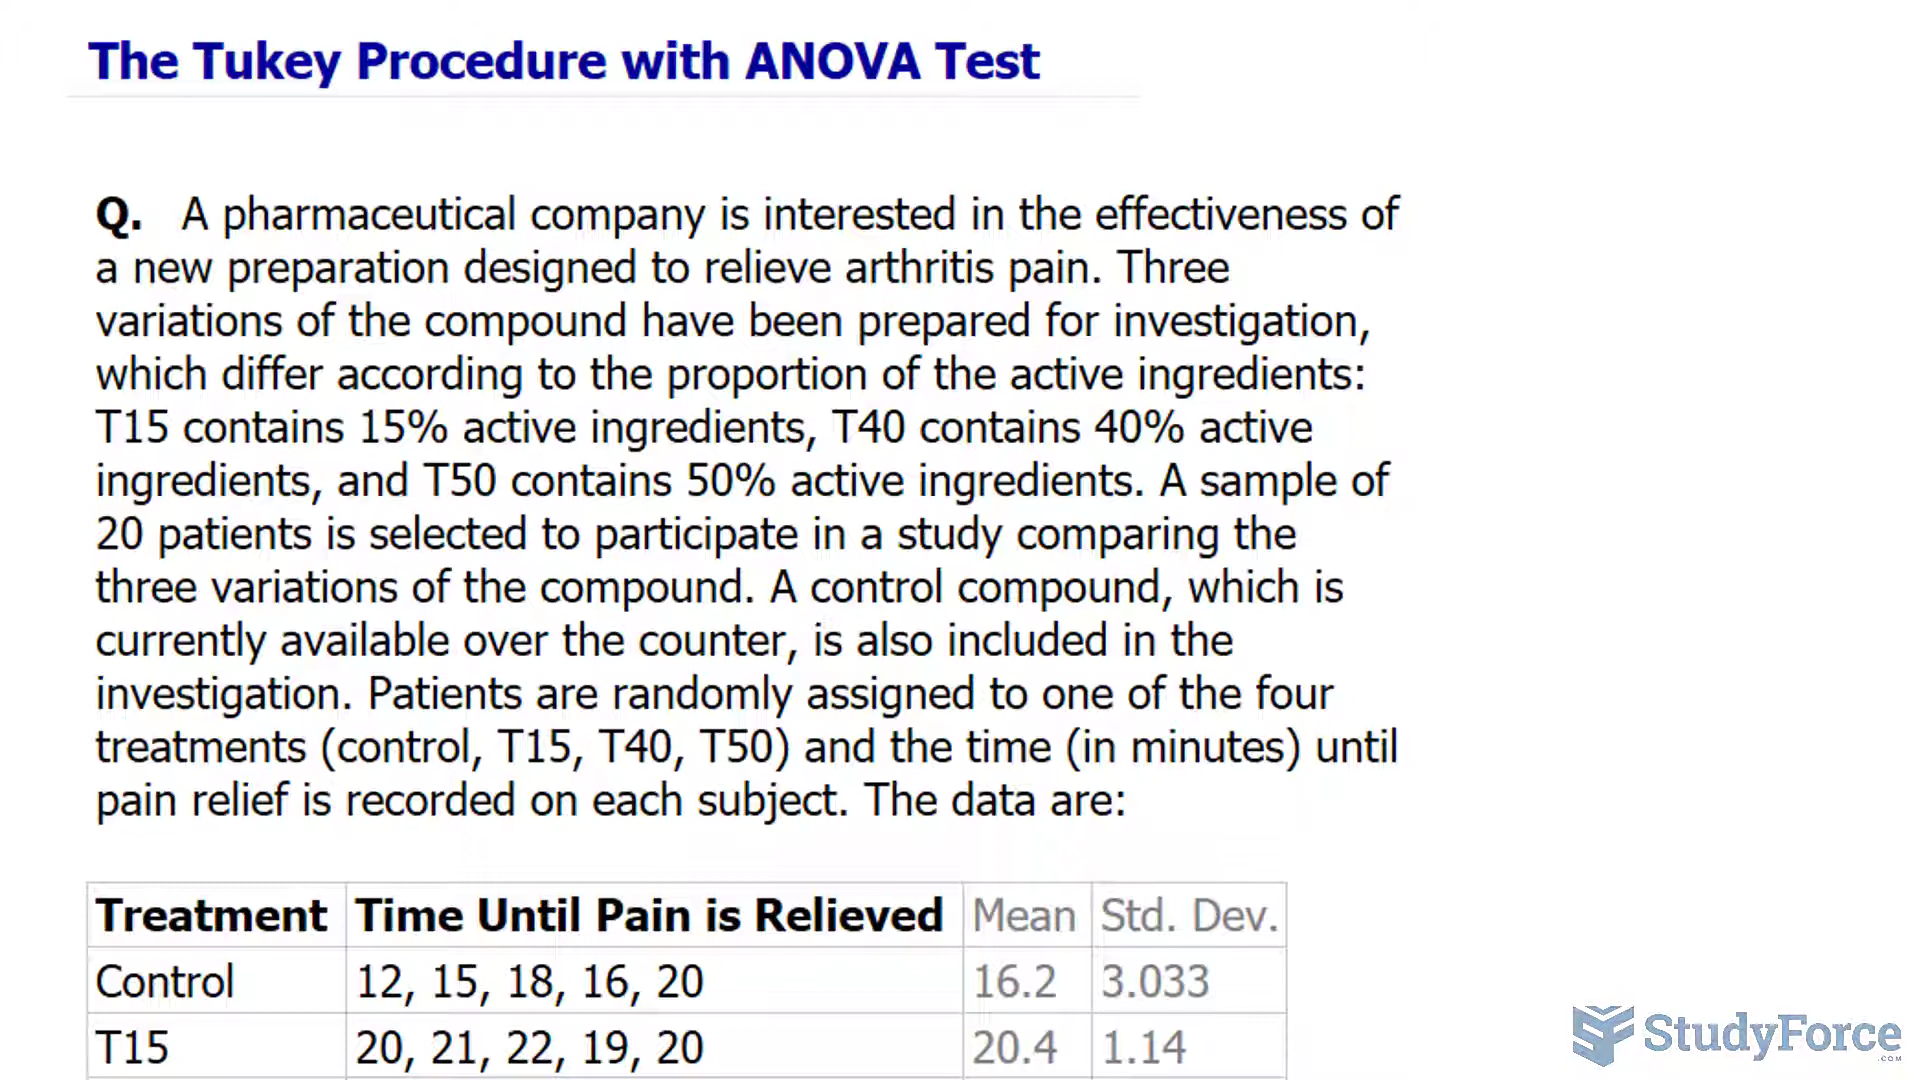 The Tukey Procedure with ANOVA Test
Q. A pharmaceutical company is interested in the effectiveness of
a new preparation designed to relieve arthritis pain. Three
variations of the compound have been prepared for investigation,
which differ according to the proportion of the active ingredients:
T15 contains 15% active ingredients, T40 contains 40% active
ingredients, and T50 contains 50% active ingredients. A sample of
20 patients is selected to participate in a study comparing the
three variations of the compound. A control compound, which is
currently available over the counter, is also included in the
investigation. Patients are randomly assigned to one of the four
treatments (control, T15, T40, T50) and the time (in minutes) until
pain relief is recorded on each subject. The data are:
Treatment Time Until Pain is Relieved Mean Std. Dev.
Control 12, 15, 18, 16, 20 16.2 3.033
T15 20, 21, 22, 19, 20 20.4 1.14
StudyForce
.COM